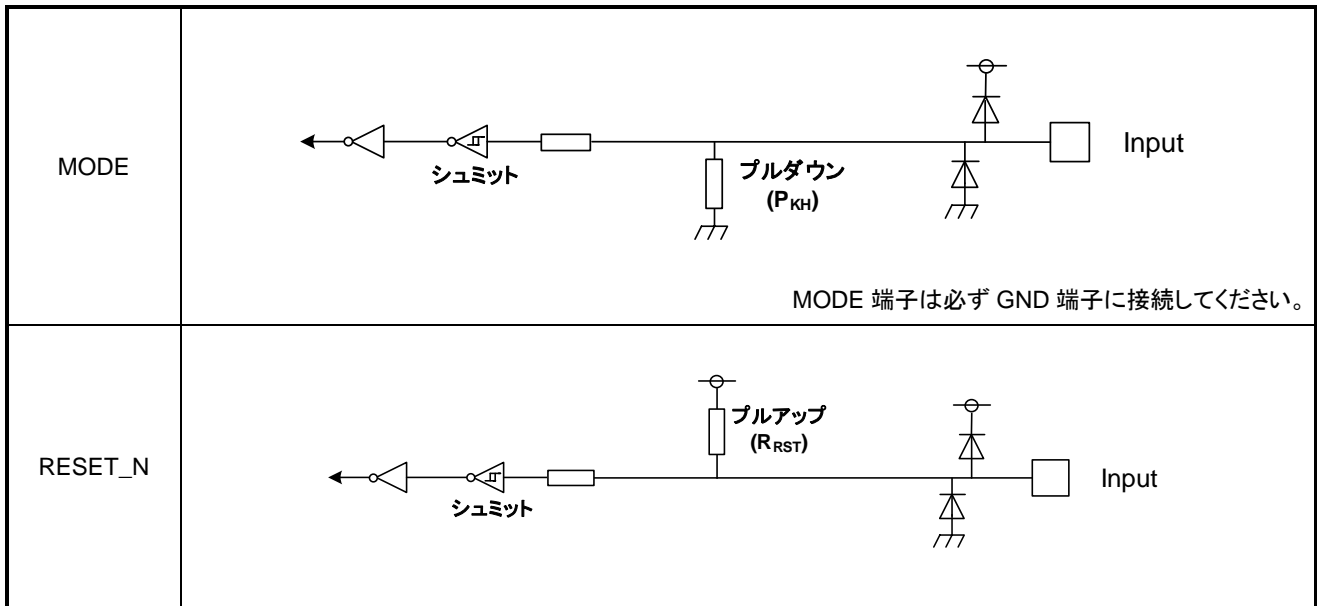 MODE
シュミット
プルダウン
(PKH)
Input
MODE 端子は必ず GND 端子に接続してください。
RESET_N
プルアップ
(RRST)
シュミット
Input